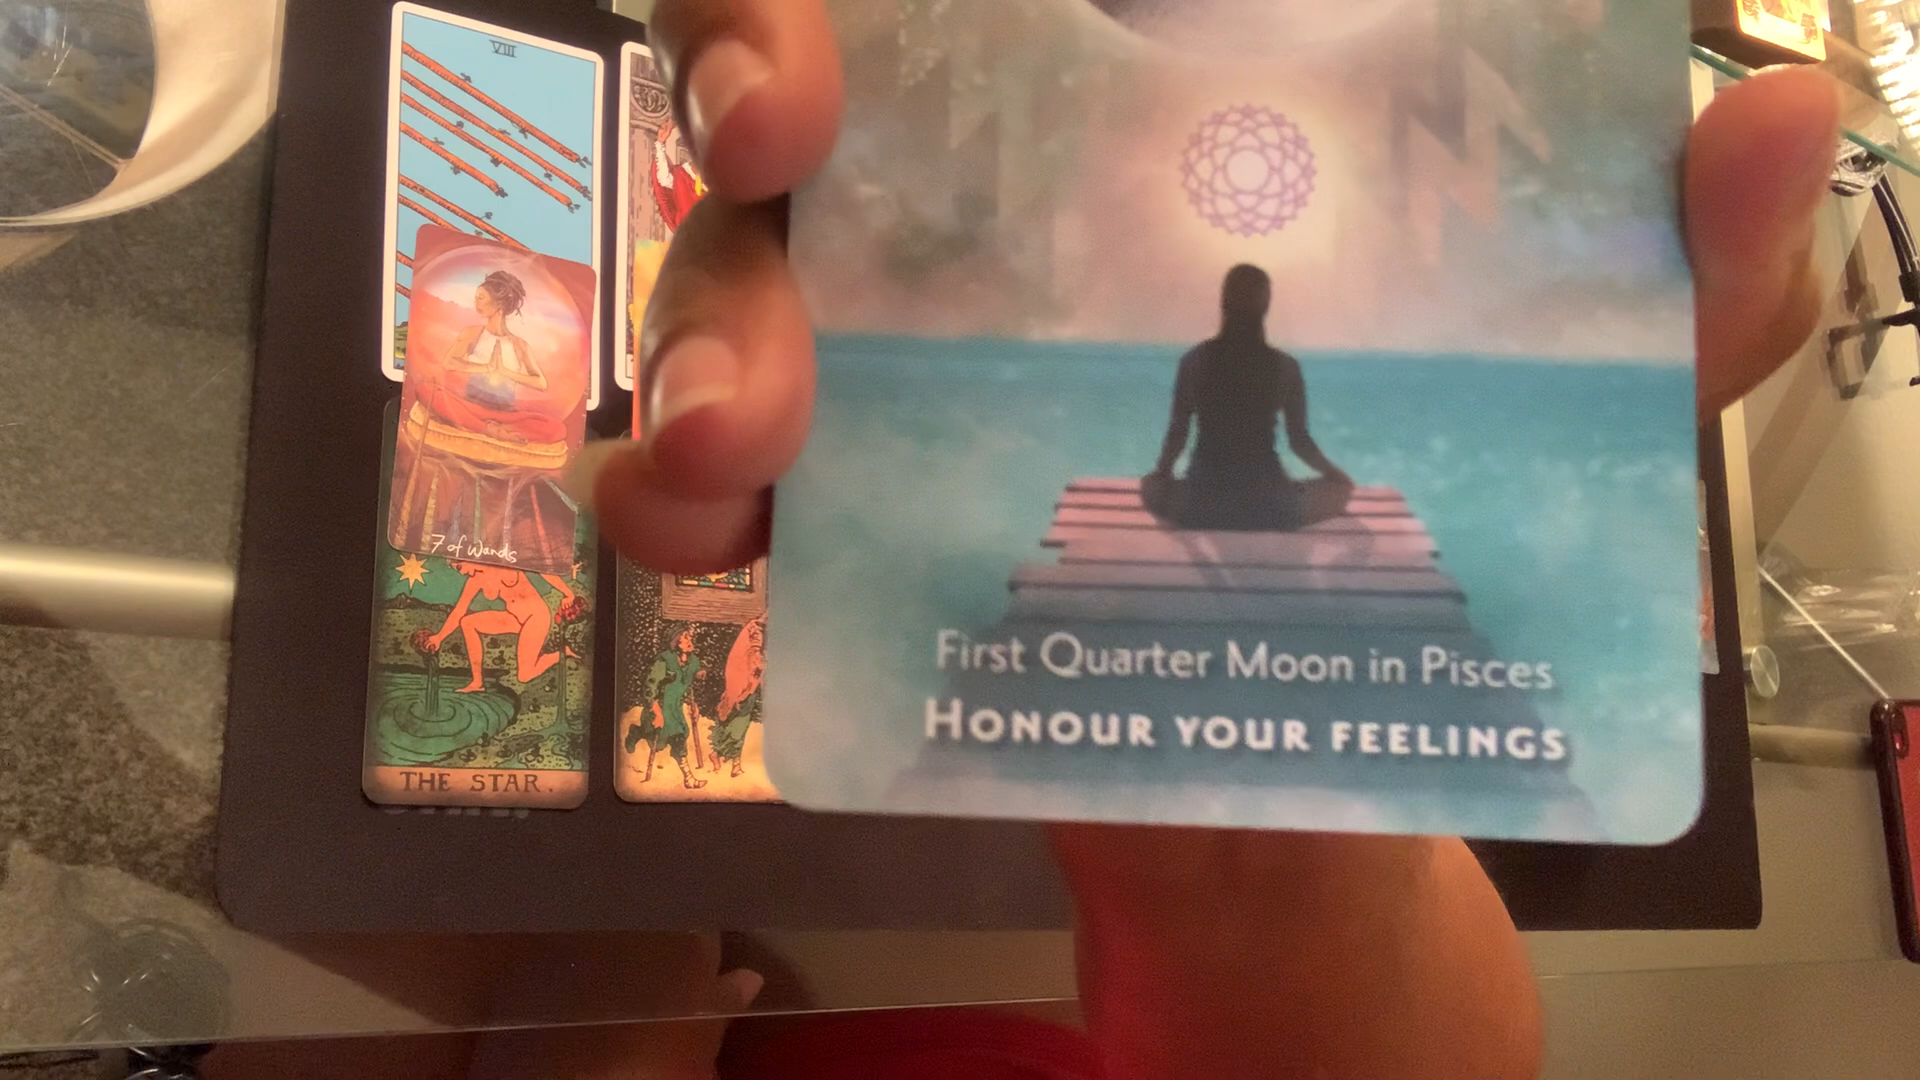 VIII
7 of Wands
THE STAR.
First Quarter Moon in Pisces
HONOUR YOUR FEELINGS